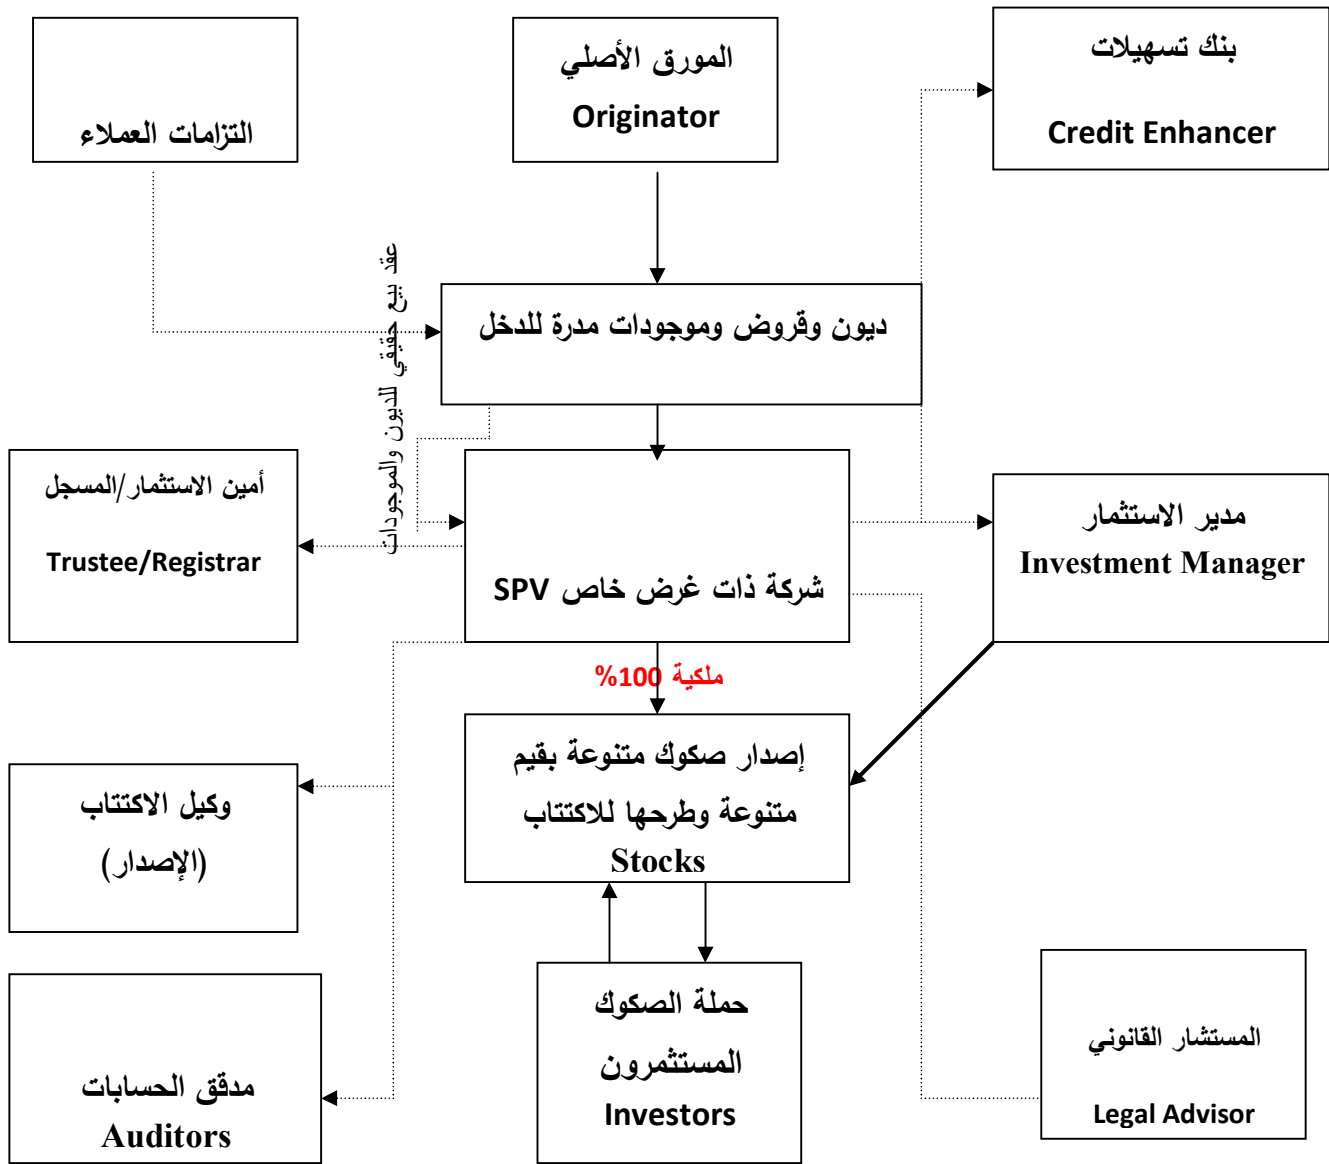 المورق الأصلي
Originator
بنك تسهيلات
Credit Enhancer
التزامات العملاء
عقد بيع حقيقي للديون والموجودات
ديون وقروض وموجودات مدرة للدخل
أمين الاستثمار/المسجل
Trustee/Registrar
شركة ذات غرض خاص SPV
مدير الاستثمار
Investment Manager
ملكية 100%
إصدار صكوك متنوعة بقيم
متنوعة وطرحها للاكتتاب
Stocks
وكيل الاكتتاب
(الإصدار)
حملة الصكوك
المستثمرون
Investors
مدقق الحسابات
Auditors
المستشار القانوني
Legal Advisor